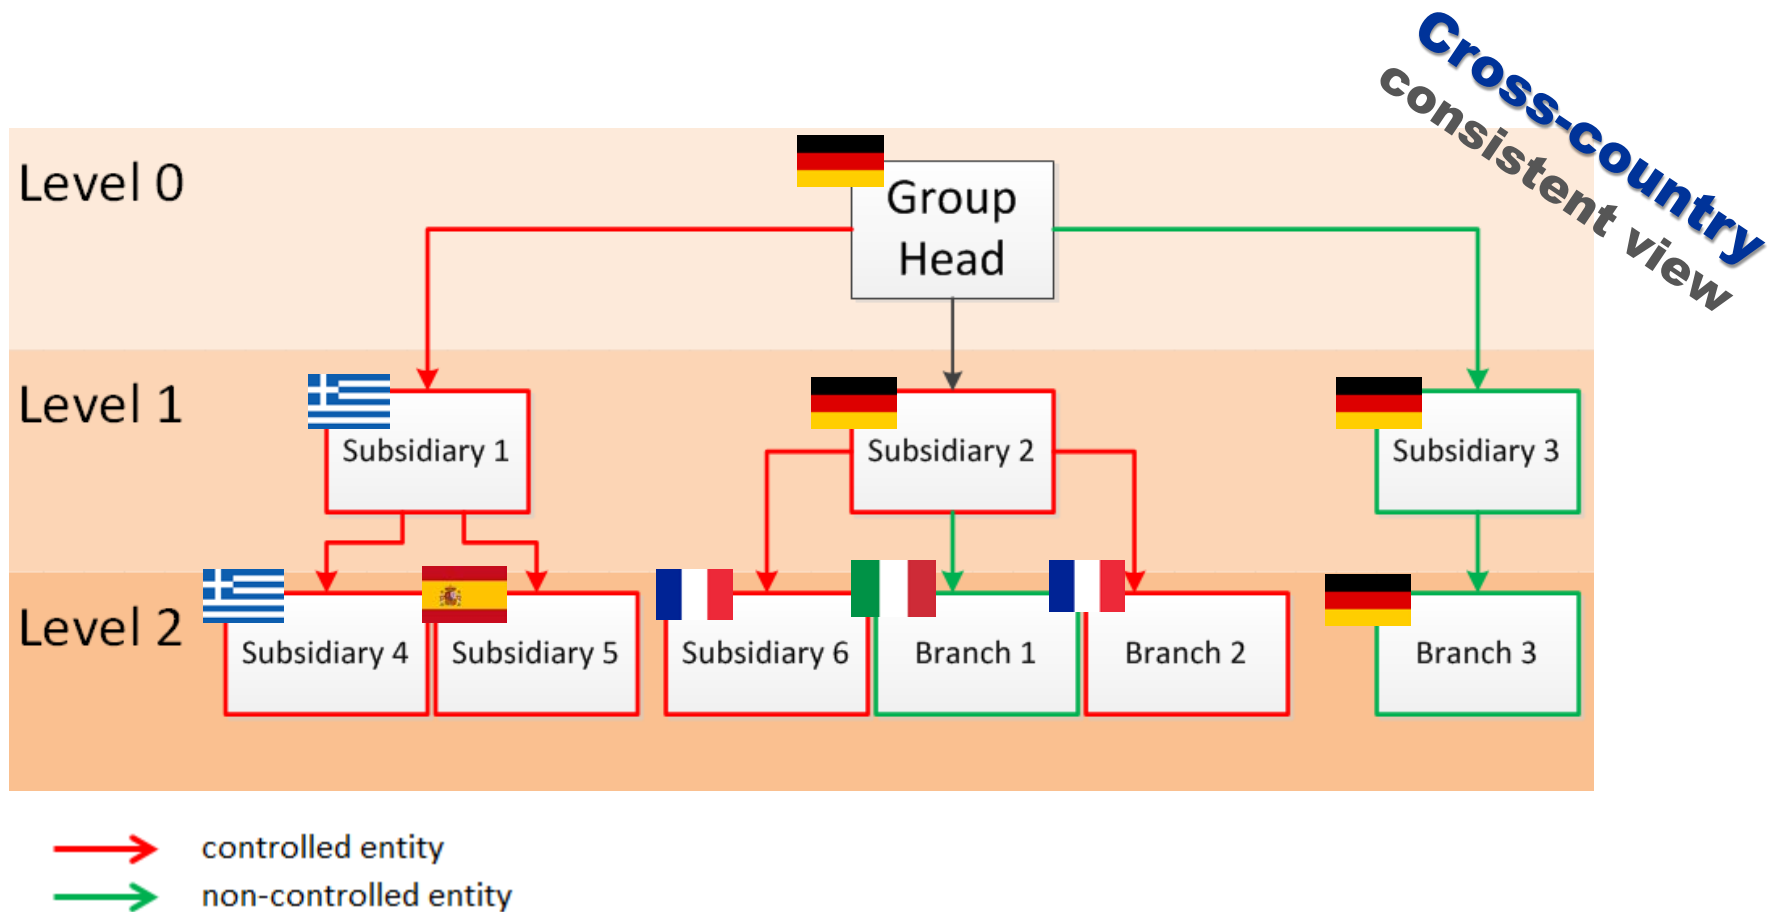 Cross-country
consistent view
Level 0
Group
Head
Level 1
Subsidiary 1
Subsidiary 2
Subsidiary 3
Level 2
Subsidiary 4
Subsidiary 5
Subsidiary 6
Branch 1
Branch 2
Branch 3
controlled entity
non-controlled entity